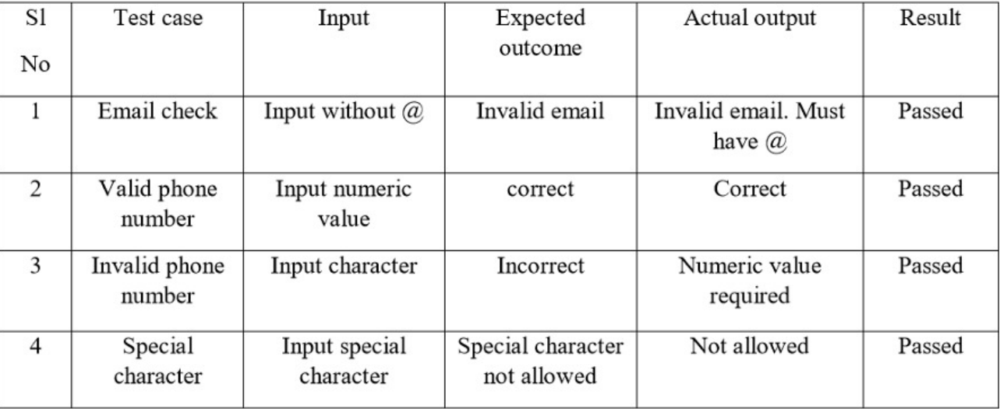 Sl No | Test case | Input | Expected outcome | Actual output | Result
1 | Email check | Input without @ | Invalid email | Invalid email. Must have @ | Passed
2 | Valid phone number | Input numeric value | correct | Correct | Passed
3 | Invalid phone number | Input character | Incorrect | Numeric value required | Passed
4 | Special character | Input special character | Special character not allowed | Not allowed | Passed